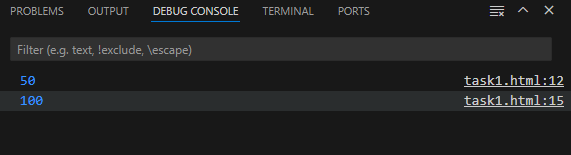 PROBLEMS OUTPUT DEBUG CONSOLE TERMINAL PORTS
Filter (e.g. text, !exclude, \escape)
50 task1.html:12
100 task1.html:15